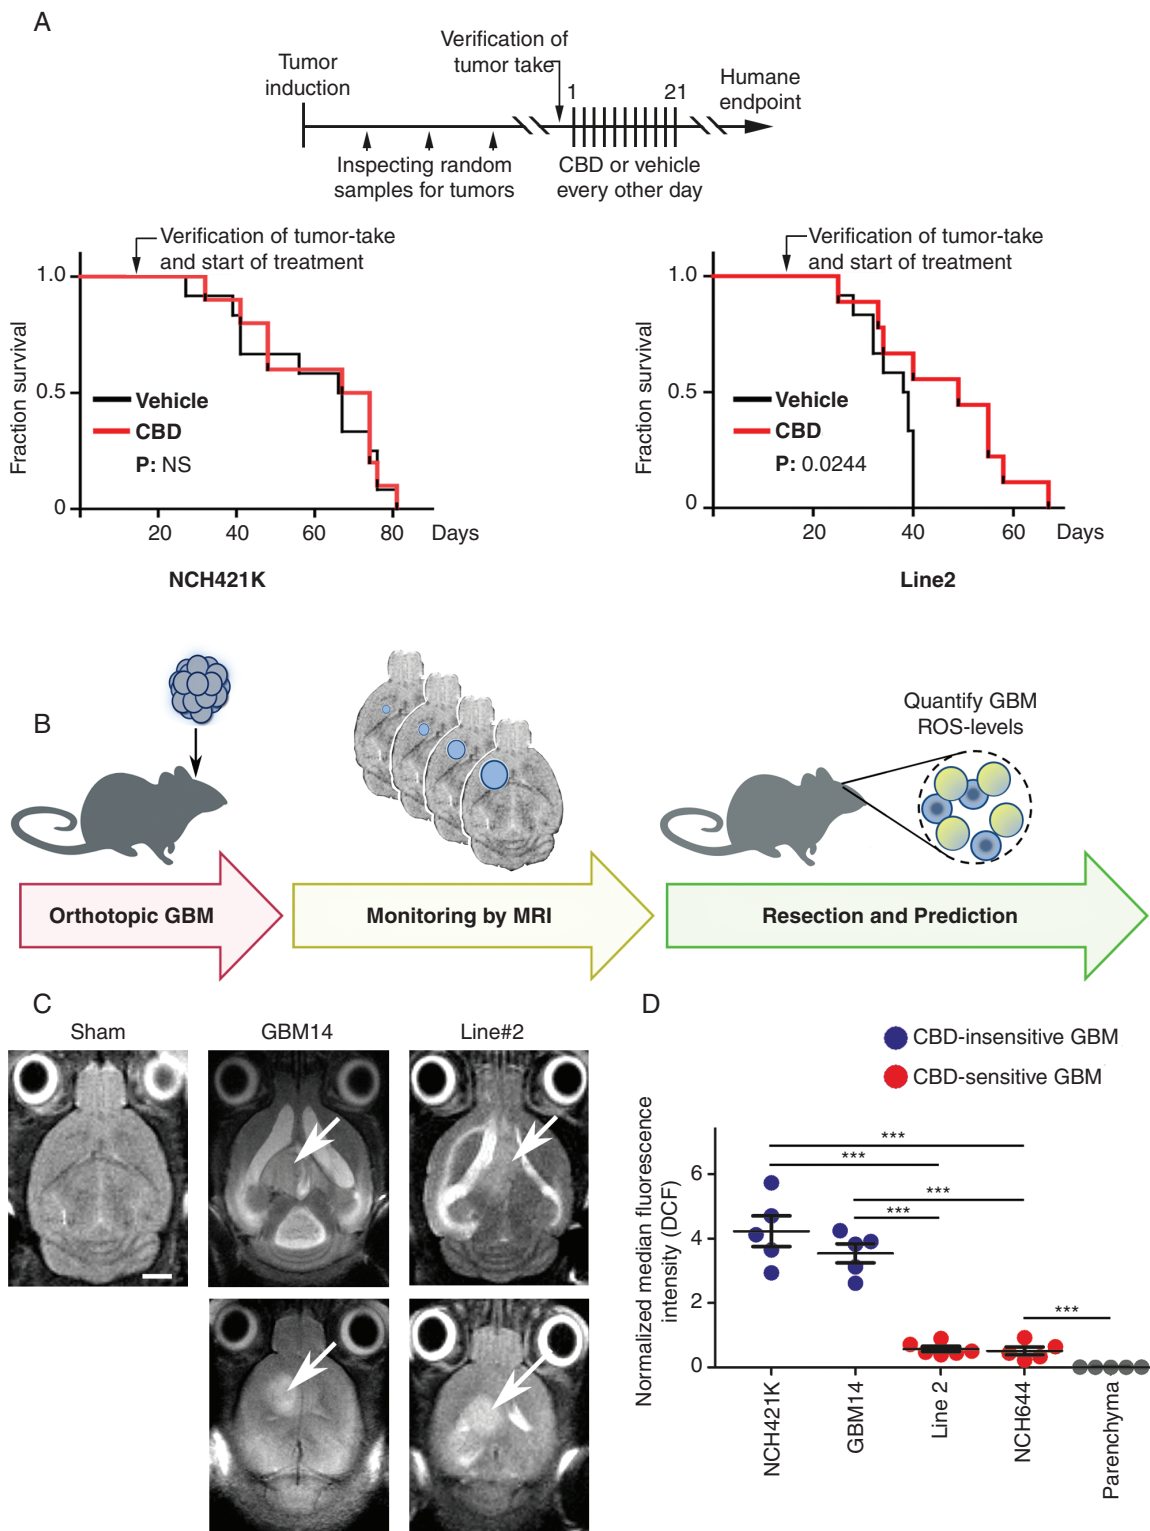 A
Tumor
induction
Verification of
tumor take
1
21
Humane
endpoint
Inspecting random
samples for tumors
CBD or vehicle
every other day
Verification of tumor-take
and start of treatment
1.0
0.5
0
Fraction survival
Vehicle
CBD
P: NS
20
40
60
80
Days
NCH421K
Verification of tumor-take
and start of treatment
1.0
0.5
0
Fraction survival
Vehicle
CBD
P: 0.0244
20
40
60
Days
Line2
B
Quantify GBM
ROS-levels
Orthotopic GBM
Monitoring by MRI
Resection and Prediction
C
Sham
GBM14
Line#2
D
CBD-insensitive GBM
CBD-sensitive GBM
Normalized median fluorescence
intensity (DCF)
6
4
2
0
***
***
***
***
***
NCH421K
GBM14
Line 2
NCH644
Parenchyma